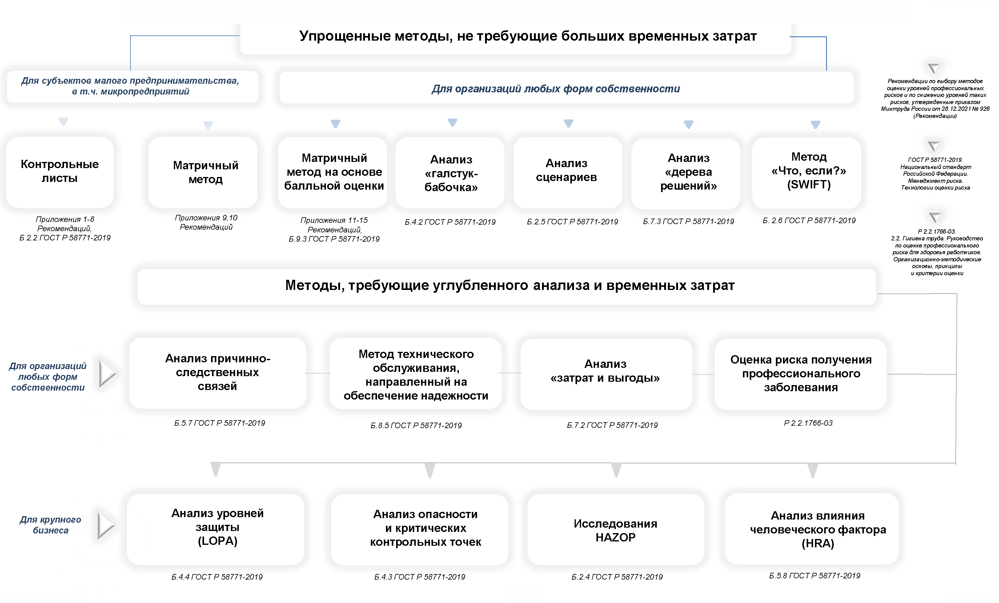 Упрощенные методы, не требующие больших временных затрат
Для субъектов малого предпринимательства,
в т.ч. микропредприятий
Для организаций любых форм собственности
Контрольные
листы
Приложения 1-8
Рекомендаций,
Б 2.2 ГОСТ Р 58771-2019
Матричный
метод
Приложения 9,10
Рекомендаций
Матричный
метод на основе
балльной оценки
Приложения 11-15
Рекомендаций,
Б.9.3 ГОСТ Р 58771-2019
Анализ
«галстук-
бабочка»
Б.4.2 ГОСТ Р 58771-2019
Анализ
сценариев
Б.2.5 ГОСТ Р 58771-2019
Анализ
«дерева
решений»
Б.7.3 ГОСТ Р 58771-2019
Метод
«Что, если?»
(SWIFT)
Б. 2.6 ГОСТ Р 58771-2019
Рекомендации по выбору методов
оценки уровней профессиональных
рисков и по снижению уровней таких
рисков, утвержденные приказом
Минтруда России от 28.12.2021 № 926
(Рекомендации)
ГОСТ Р 58771-2019.
Национальный стандарт
Российской Федерации.
Менеджмент риска.
Технологии оценки риска
Р 2.2.1766-03.
2.2. Гигиена труда. Руководство
по оценке профессионального
риска для здоровья работников.
Организационно-методические
основы, принципы
и критерии оценки
Методы, требующие углубленного анализа и временных затрат
Для организаций
любых форм
собственности
Анализ причинно-
следственных
связей
Б.5.7 ГОСТ Р 58771-2019
Метод технического
обслуживания,
направленный на
обеспечение надежности
Б.8.5 ГОСТ Р 58771-2019
Анализ
«затрат и выгоды»
Б.7.2 ГОСТ Р 58771-2019
Оценка риска получения
профессионального
заболевания
Р 2.2.1766-03
Для крупного
бизнеса
Анализ уровней
защиты
(LOPA)
Б.4.4 ГОСТ Р 58771-2019
Анализ опасности
и критических
контрольных точек
Б.4.3 ГОСТ Р 58771-2019
Исследования
HAZOP
Б.2.4 ГОСТ Р 58771-2019
Анализ влияния
человеческого фактора
(HRA)
Б.5.8 ГОСТ Р 58771-2019